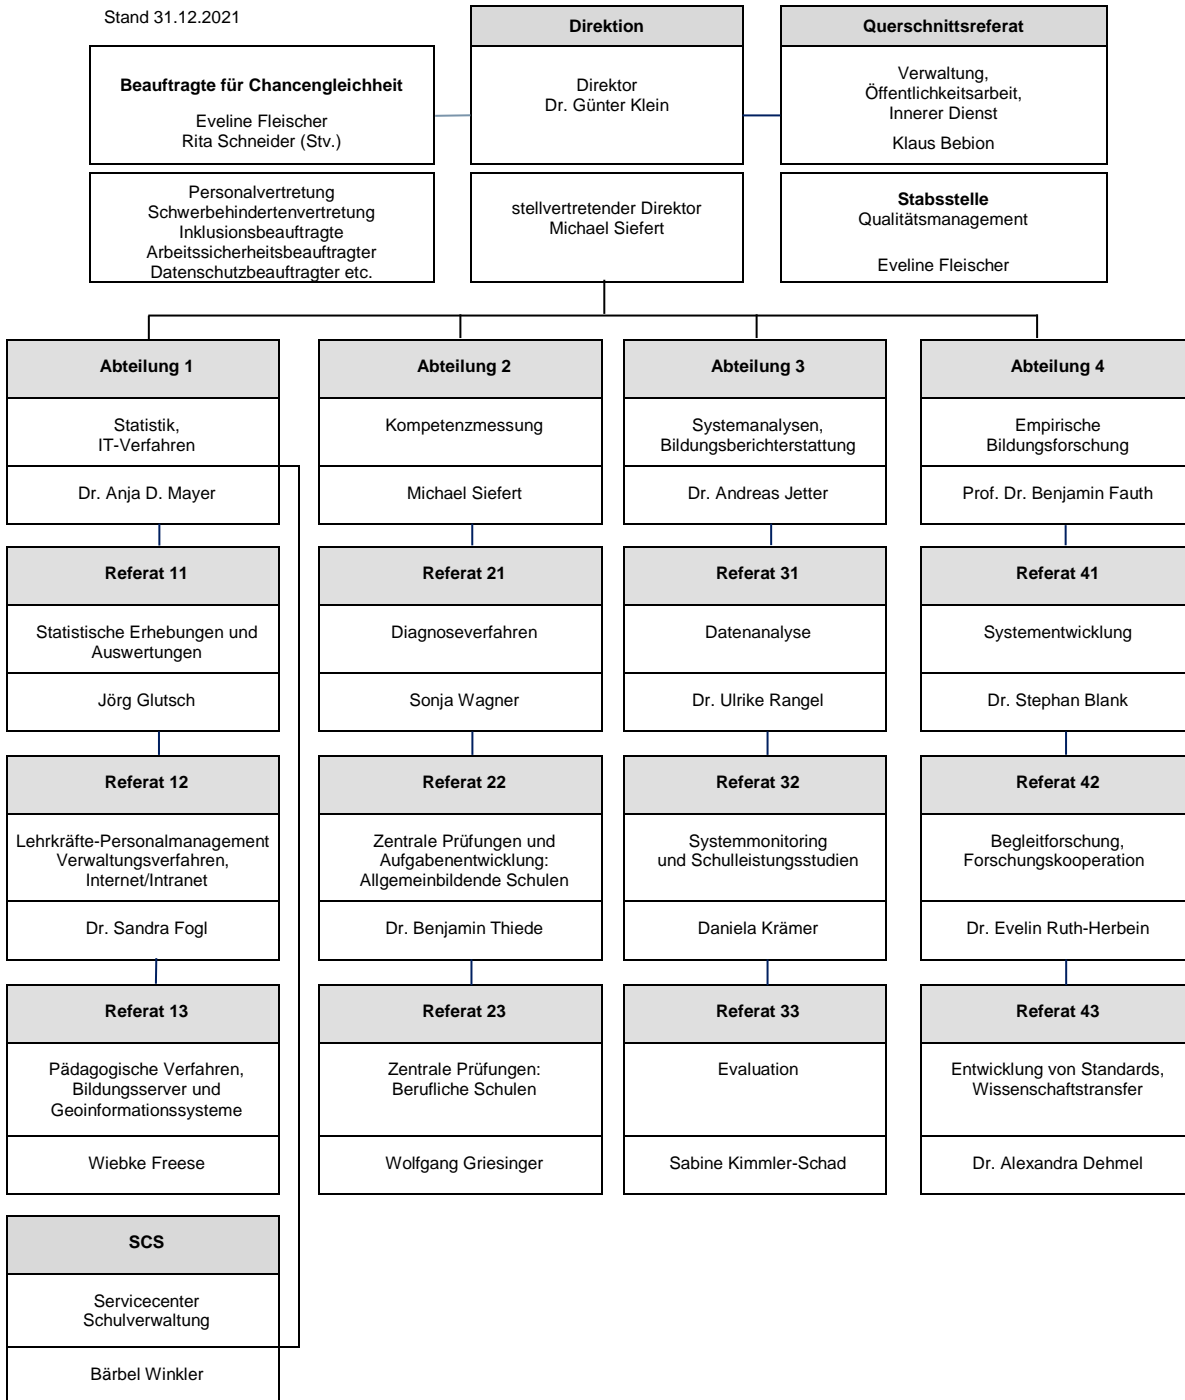 Stand 31.12.2021
Beauftragte für Chancengleichheit
Eveline Fleischer
Rita Schneider (Stv.)
Direktion
Direktor
Dr. Günter Klein
Querschnittsreferat
Verwaltung,
Öffentlichkeitsarbeit,
Innerer Dienst
Klaus Bebion
Personalvertretung
Schwerbehindertenvertretung
Inklusionsbeauftragte
Arbeitssicherheitsbeauftragter
Datenschutzbeauftragter etc.
stellvertretender Direktor
Michael Siefert
Stabsstelle
Qualitätsmanagement
Eveline Fleischer
Abteilung 1
Statistik,
IT-Verfahren
Dr. Anja D. Mayer
Referat 11
Statistische Erhebungen und
Auswertungen
Jörg Glutsch
Referat 12
Lehrkräfte-Personalmanagement
Verwaltungsverfahren,
Internet/Intranet
Dr. Sandra Fogl
Referat 13
Pädagogische Verfahren,
Bildungsserver und
Geoinformationssysteme
Wiebke Freese
SCS
Servicecenter
Schulverwaltung
Bärbel Winkler
Abteilung 2
Kompetenzmessung
Michael Siefert
Referat 21
Diagnoseverfahren
Sonja Wagner
Referat 22
Zentrale Prüfungen und
Aufgabenentwicklung:
Allgemeinbildende Schulen
Dr. Benjamin Thiede
Referat 23
Zentrale Prüfungen:
Berufliche Schulen
Wolfgang Griesinger
Abteilung 3
Systemanalysen,
Bildungsberichterstattung
Dr. Andreas Jetter
Referat 31
Datenanalyse
Dr. Ulrike Rangel
Referat 32
Systemmonitoring
und Schulleistungsstudien
Daniela Krämer
Referat 33
Evaluation
Sabine Kimmler-Schad
Abteilung 4
Empirische
Bildungsforschung
Prof. Dr. Benjamin Fauth
Referat 41
Systementwicklung
Dr. Stephan Blank
Referat 42
Begleitforschung,
Forschungskooperation
Dr. Evelin Ruth-Herbein
Referat 43
Entwicklung von Standards,
Wissenschaftstransfer
Dr. Alexandra Dehmel